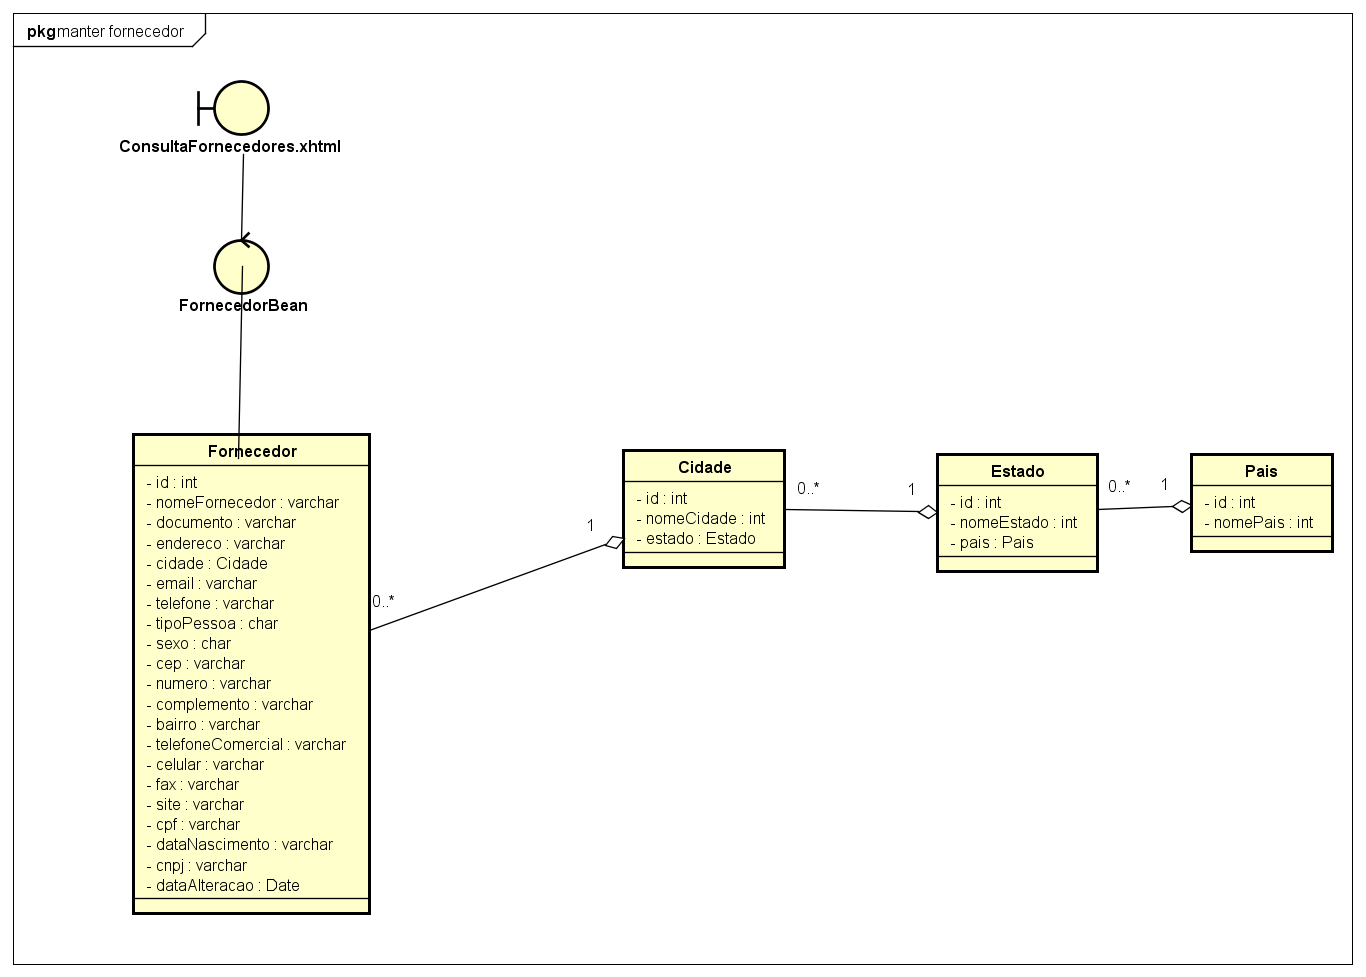 pkg manter fornecedor
ConsultaFornecedores.xhtml
FornecedorBean
Fornecedor
- id : int
- nomeFornecedor : varchar
- documento : varchar
- endereco : varchar
- cidade : Cidade
- email : varchar
- telefone : varchar
- tipoPessoa : char
- sexo : char
- cep : varchar
- numero : varchar
- complemento : varchar
- bairro : varchar
- telefoneComercial : varchar
- celular : varchar
- fax : varchar
- site : varchar
- cpf : varchar
- dataNascimento : varchar
- cnpj : varchar
- dataAlteracao : Date
0..*
1
Cidade
- id : int
- nomeCidade : int
- estado : Estado
0..*
1
Estado
- id : int
- nomeEstado : int
- pais : Pais
0..*
1
Pais
- id : int
- nomePais : int